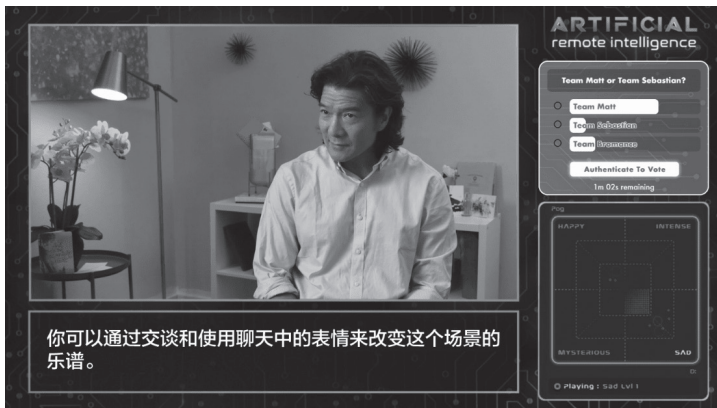 ARTIFICIAL
remote intelligence
Team Matt or Team Sebastian?
Team Matt
Team Sebastian
Team Bromance
Authenticate To Vote
1m 02s remaining
Pog
HAPPY
INTENSE
MYSTERIOUS
SAD
Playing : Sad Lvl 1
你可以通过交谈和使用聊天中的表情来改变这个场景的
乐谱。